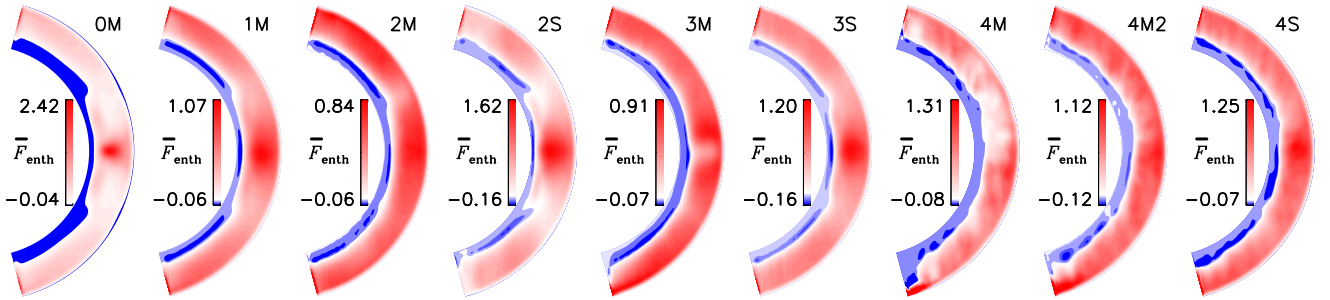 0M
2.42
F̅enth
−0.04
1M
1.07
F̅enth
−0.06
2M
0.84
F̅enth
−0.06
2S
1.62
F̅enth
−0.16
3M
0.91
F̅enth
−0.07
3S
1.20
F̅enth
−0.16
4M
1.31
F̅enth
−0.08
4M2
1.12
F̅enth
−0.12
4S
1.25
F̅enth
−0.07